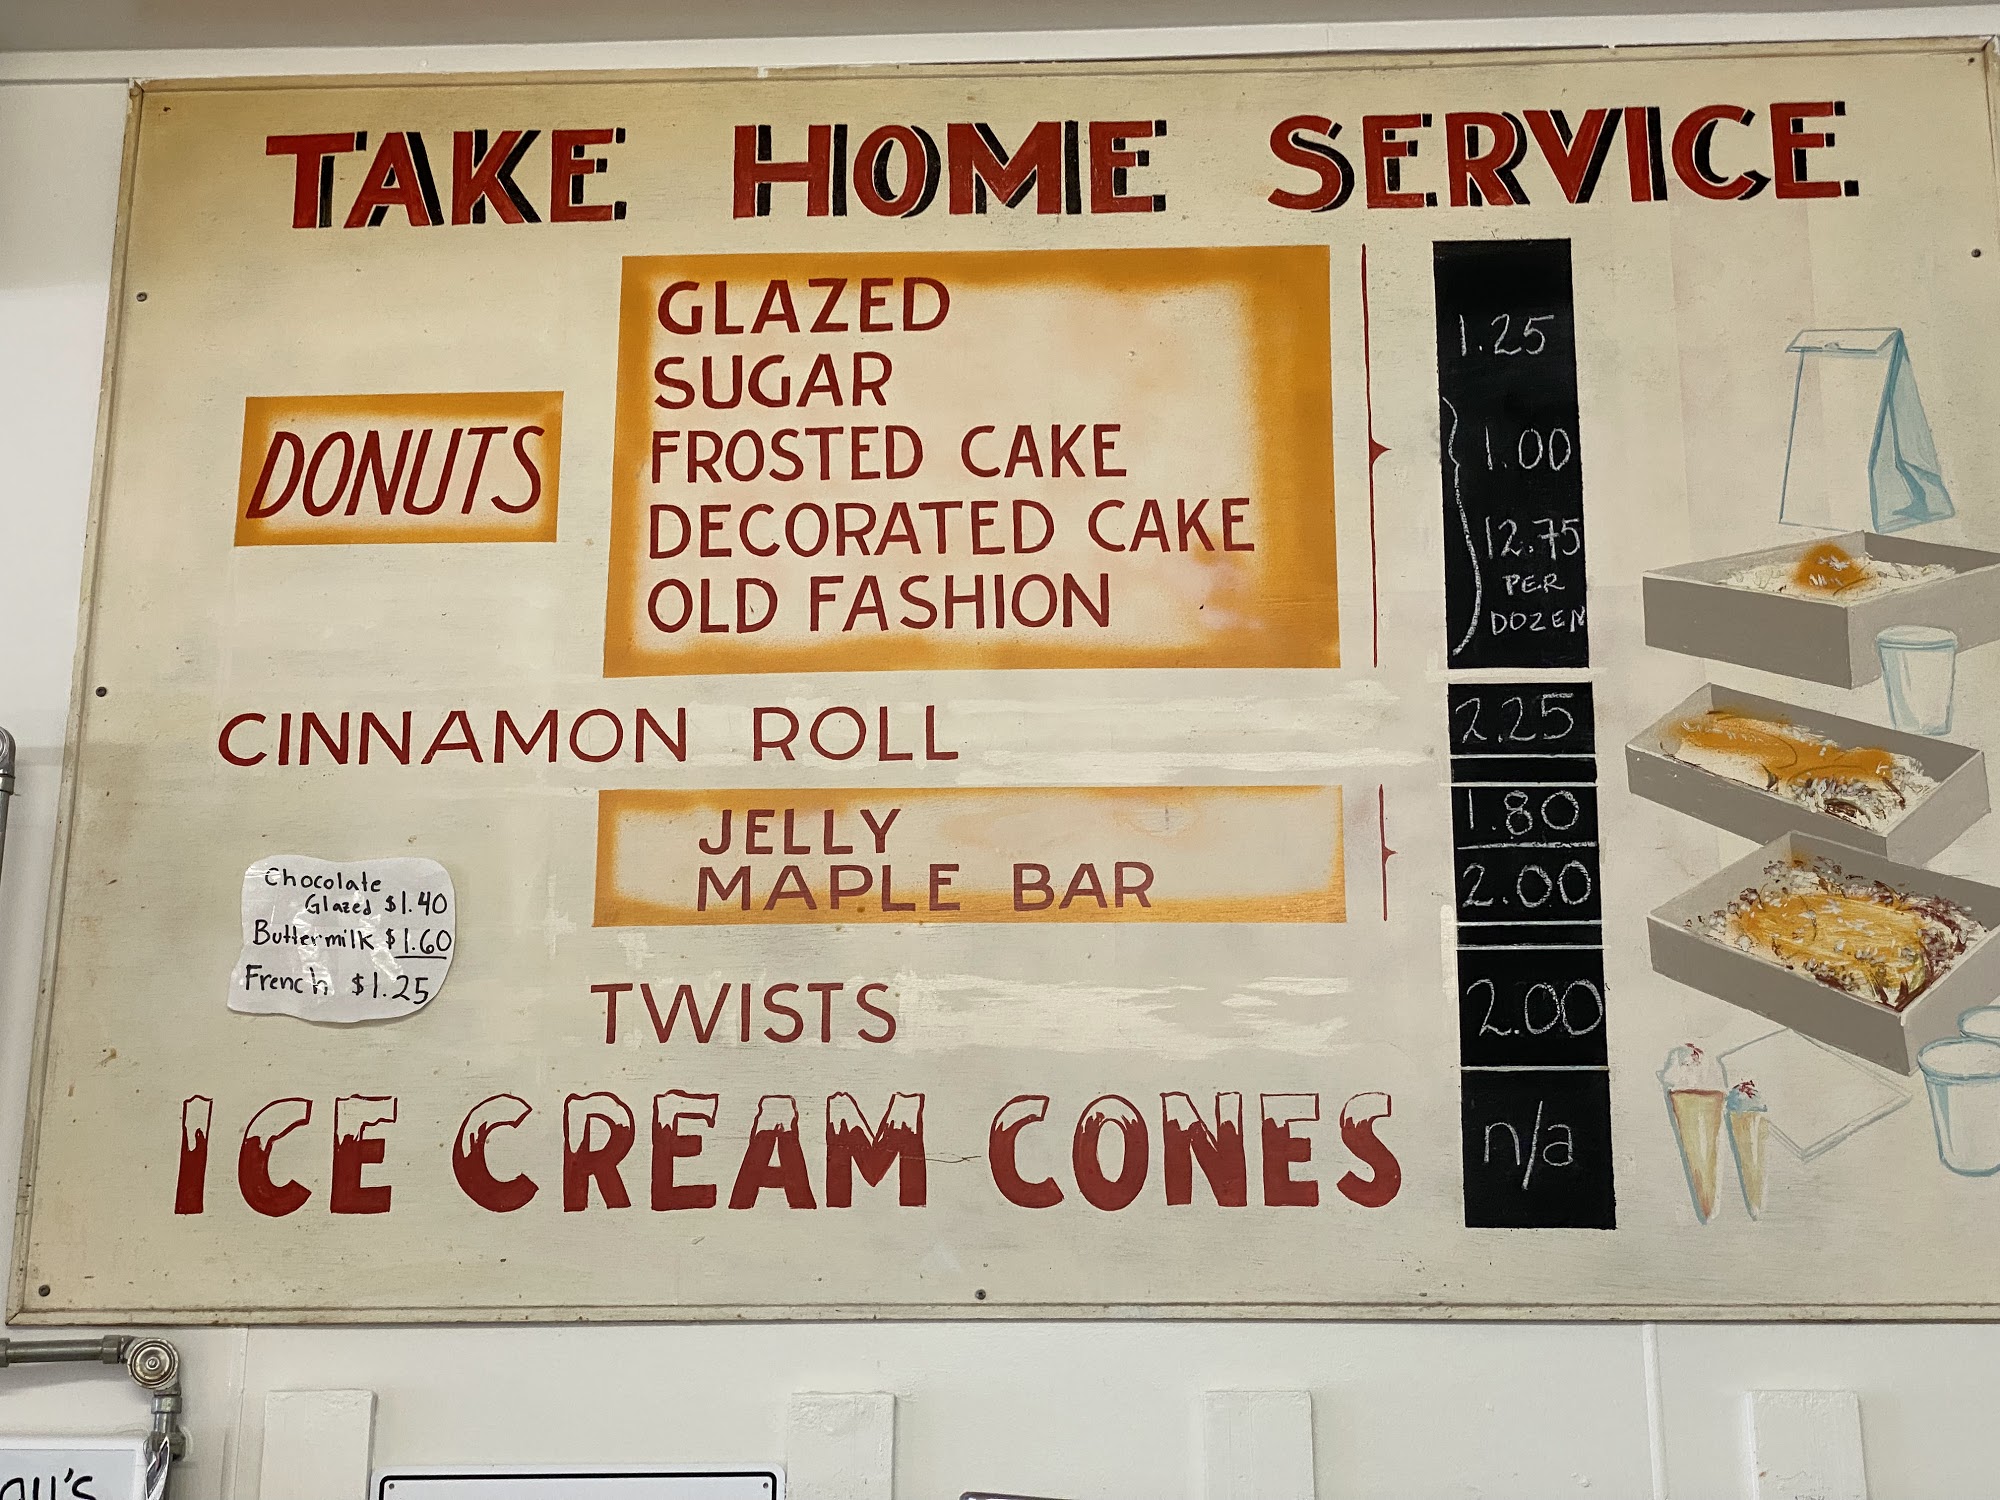 TAKE HOME SERVICE
DONUTS
GLAZED
SUGAR
FROSTED CAKE
DECORATED CAKE
OLD FASHION
1.25
1.00
12.75
PER
DOZEN
CINNAMON ROLL 2.25
JELLY 1.80
MAPLE BAR 2.00
Chocolate
Glazed $1.40
Buttermilk $1.60
French $1.25
TWISTS 2.00
ICE CREAM CONES n/a